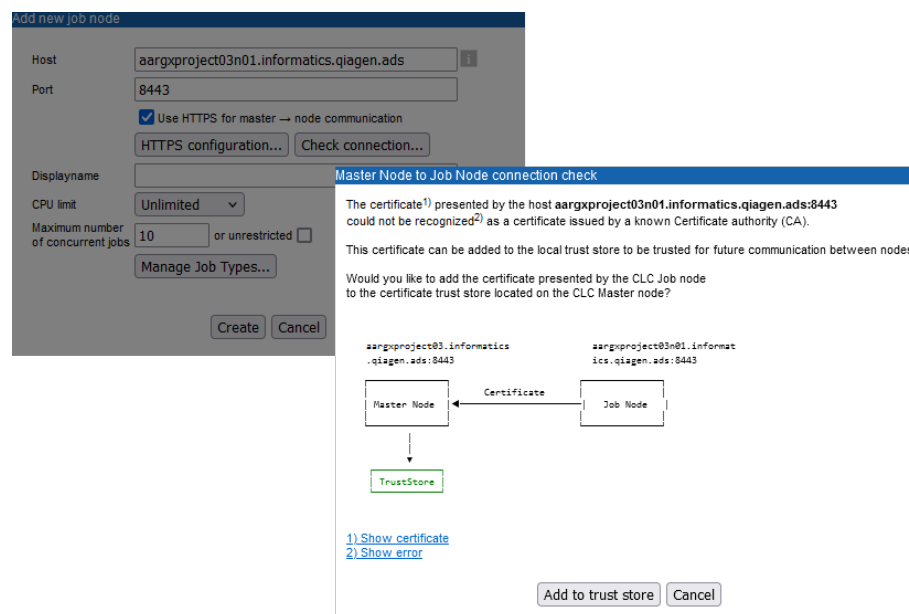 Add new job node
Host aargxproject03n01.informatics.qiagen.ads i
Port 8443
Use HTTPS for master → node communication
HTTPS configuration... Check connection...
Displayname
CPU limit Unlimited
Maximum number
of concurrent jobs 10 or unrestricted
Manage Job Types...
Create Cancel
Master Node to Job Node connection check
The certificate1) presented by the host aargxproject03n01.informatics.qiagen.ads:8443
could not be recognized2) as a certificate issued by a known Certificate authority (CA).
This certificate can be added to the local trust store to be trusted for future communication between nodes
Would you like to add the certificate presented by the CLC Job node
to the certificate trust store located on the CLC Master node?
aargxproject03.informatics
.qiagen.ads:8443
aargxproject03n01.informat
ics.qiagen.ads:8443
Certificate
Master Node
Job Node
TrustStore
1) Show certificate
2) Show error
Add to trust store Cancel